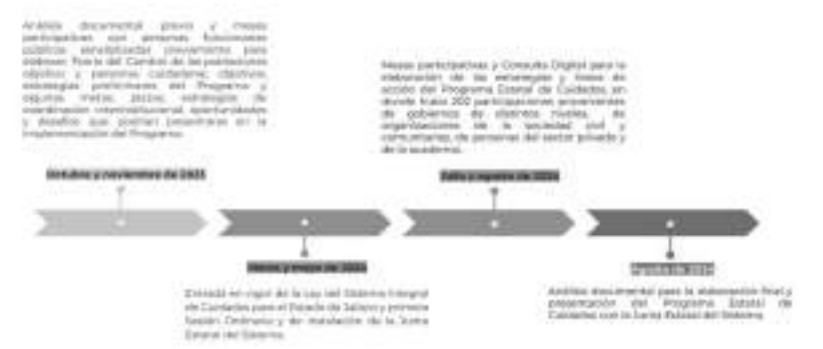 Análisis documental previo y mesas
participativas con personas funcionarias
públicas sensibilizadas previamente para
elaborar: Teoría del Cambio de las poblaciones
objetivo y personas cuidadoras, objetivos,
estrategias preliminares del Programa y
algunas metas, plazos, estrategias de
coordinación interinstitucional, oportunidades
y desafíos que podrían presentarse en la
implementación del Programa.
Octubre y noviembre de 2023
Mesas participativas y Consulta Digital para la
elaboración de las estrategias y líneas de
acción del Programa Estatal de Cuidados, en
donde hubo 202 participaciones provenientes
de gobiernos de distintos niveles, de
organizaciones de la sociedad civil y
comunitarias, de personas del sector privado y
de la academia.
Julio y agosto de 2024
y mayo de 2024
Entrada en vigor de la Ley del Sistema Integral
de Cuidados para el Estado de Jalisco y primera
Sesión Ordinaria y de instalación de la Junta
Estatal del Sistema.
Agosto de 2024
Análisis documental para la elaboración final y
presentación del Programa Estatal de
Cuidados con la Junta Estatal del Sistema.